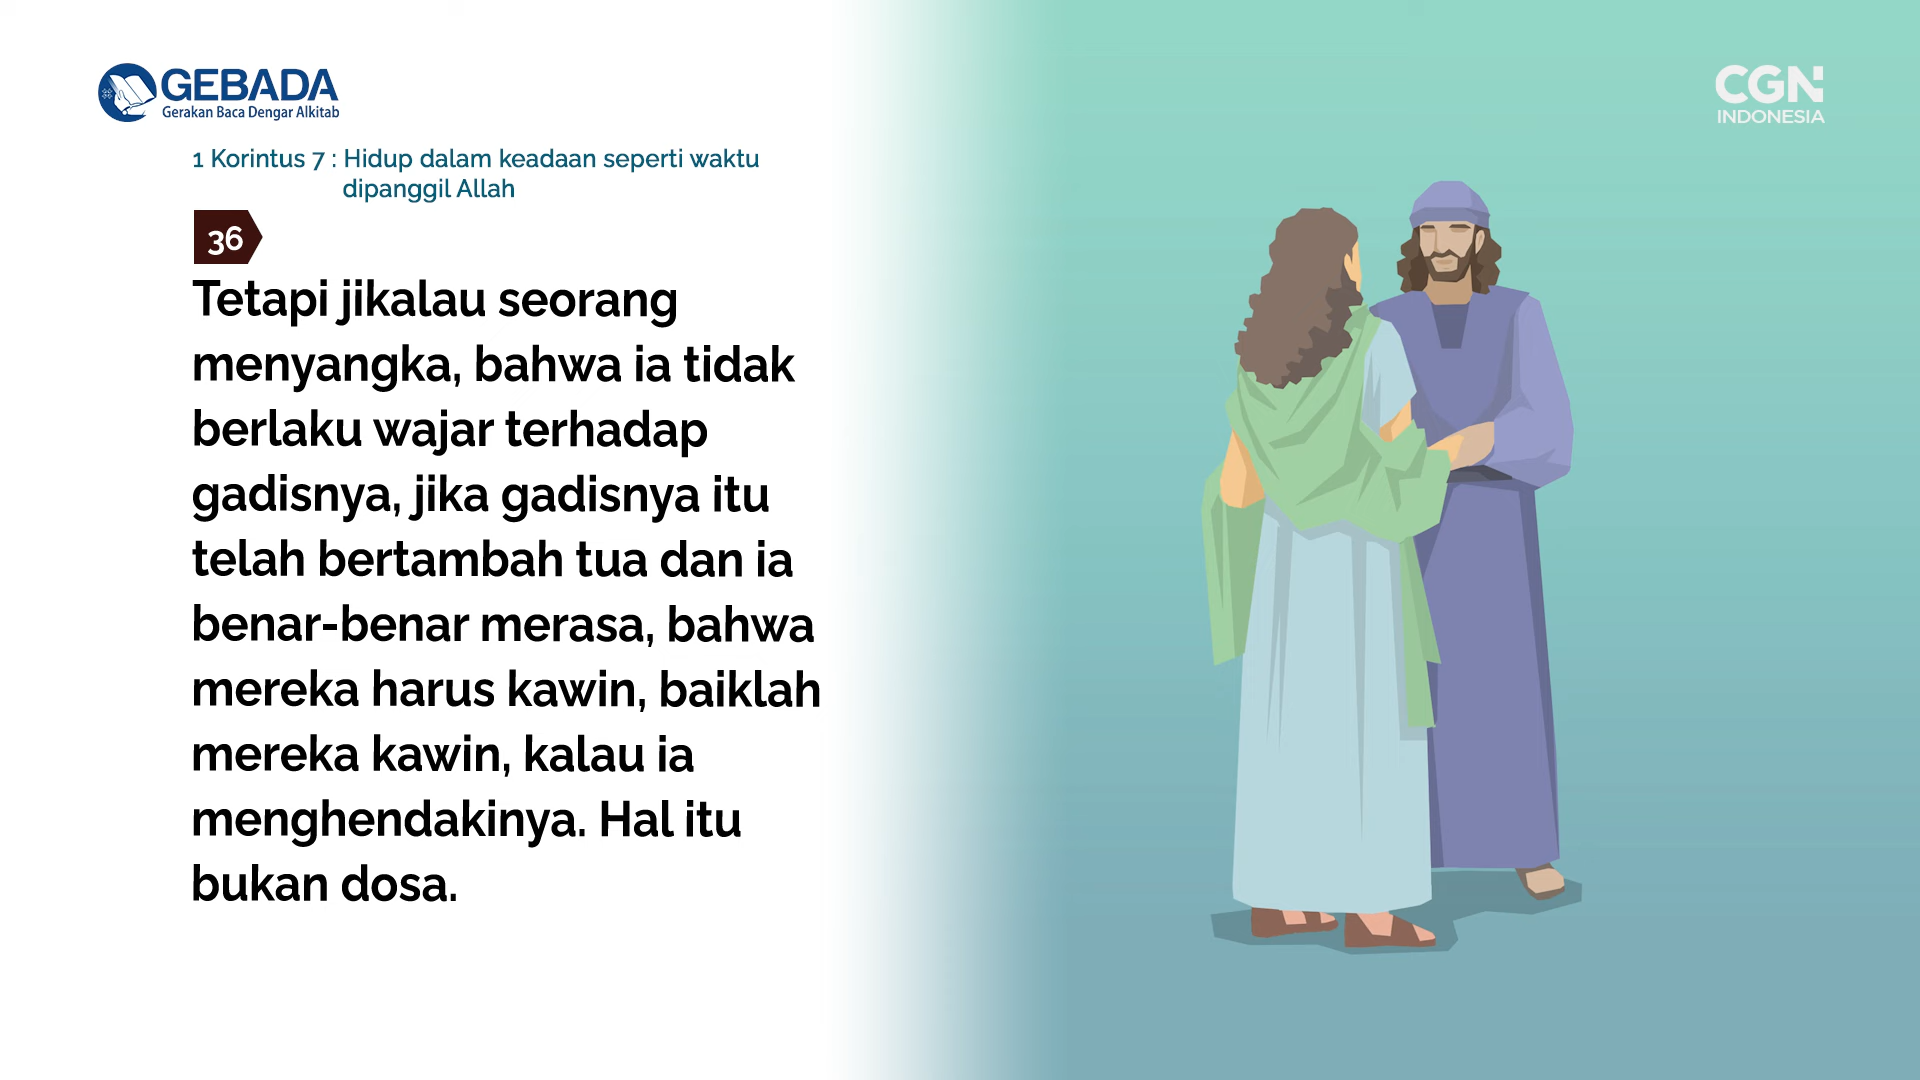 GEBADA
Gerakan Baca Dengar Alkitab
CGN
INDONESIA
1 Korintus 7 : Hidup dalam keadaan seperti waktu
dipanggil Allah
36
Tetapi jikalau seorang
menyangka, bahwa ia tidak
berlaku wajar terhadap
gadisnya, jika gadisnya itu
telah bertambah tua dan ia
benar-benar merasa, bahwa
mereka harus kawin, baiklah
mereka kawin, kalau ia
menghendakinya. Hal itu
bukan dosa.